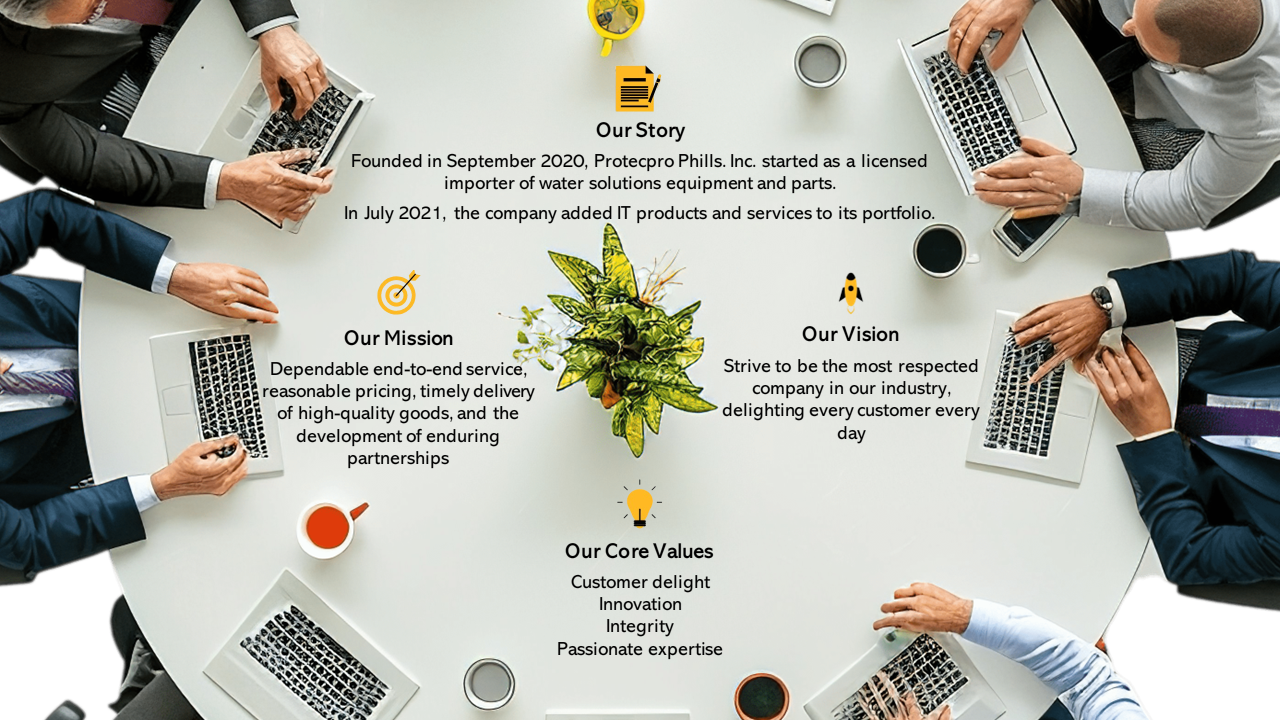 Our Story
Founded in September 2020, Protecpro Phills. Inc. started as a licensed
importer of water solutions equipment and parts.
In July 2021, the company added IT products and services to its portfolio.
Our Mission
Dependable end-to-end service,
reasonable pricing, timely delivery
of high-quality goods, and the
development of enduring
partnerships
Our Vision
Strive to be the most respected
company in our industry,
delighting every customer every
day
Our Core Values
Customer delight
Innovation
Integrity
Passionate expertise